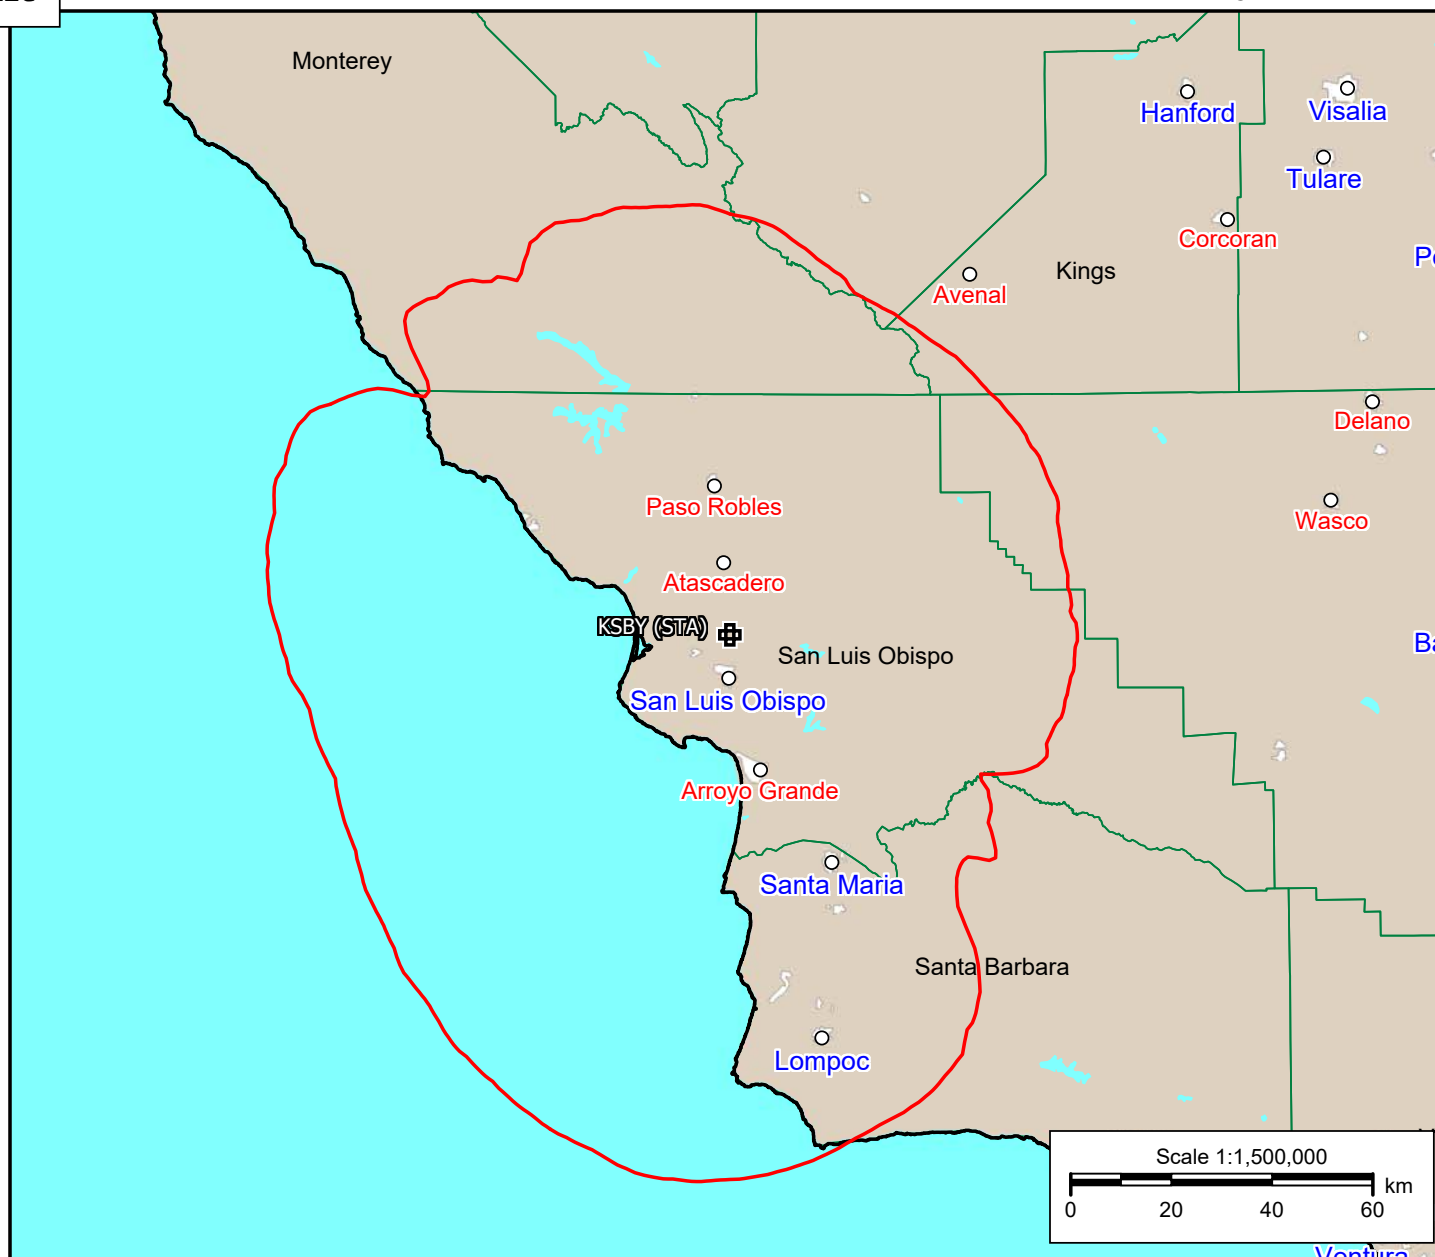 Monterey
Hanford
Visalia
Tulare
Corcoran
Kings
Avenal
Delano
Paso Robles
Wasco
Atascadero
KSBY (STA)
San Luis Obispo
San Luis Obispo
Arroyo Grande
Santa Maria
Santa Barbara
Lompoc
Scale 1:1,500,000
km
0 20 40 60
Ventura